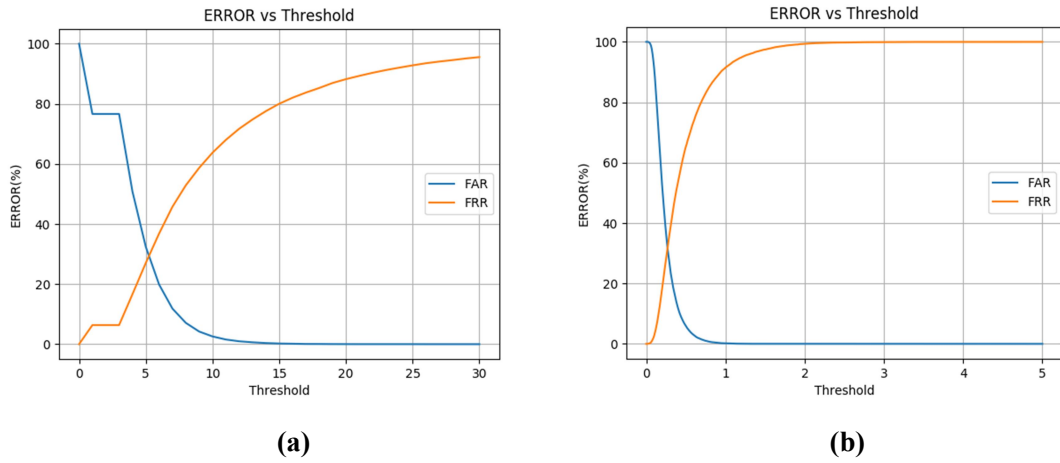 ERROR vs Threshold
100
80
60
40
20
0
ERROR(%)
FAR
FRR
0 5 10 15 20 25 30
Threshold
(a)
ERROR vs Threshold
100
80
60
40
20
0
ERROR(%)
FAR
FRR
0 1 2 3 4 5
Threshold
(b)